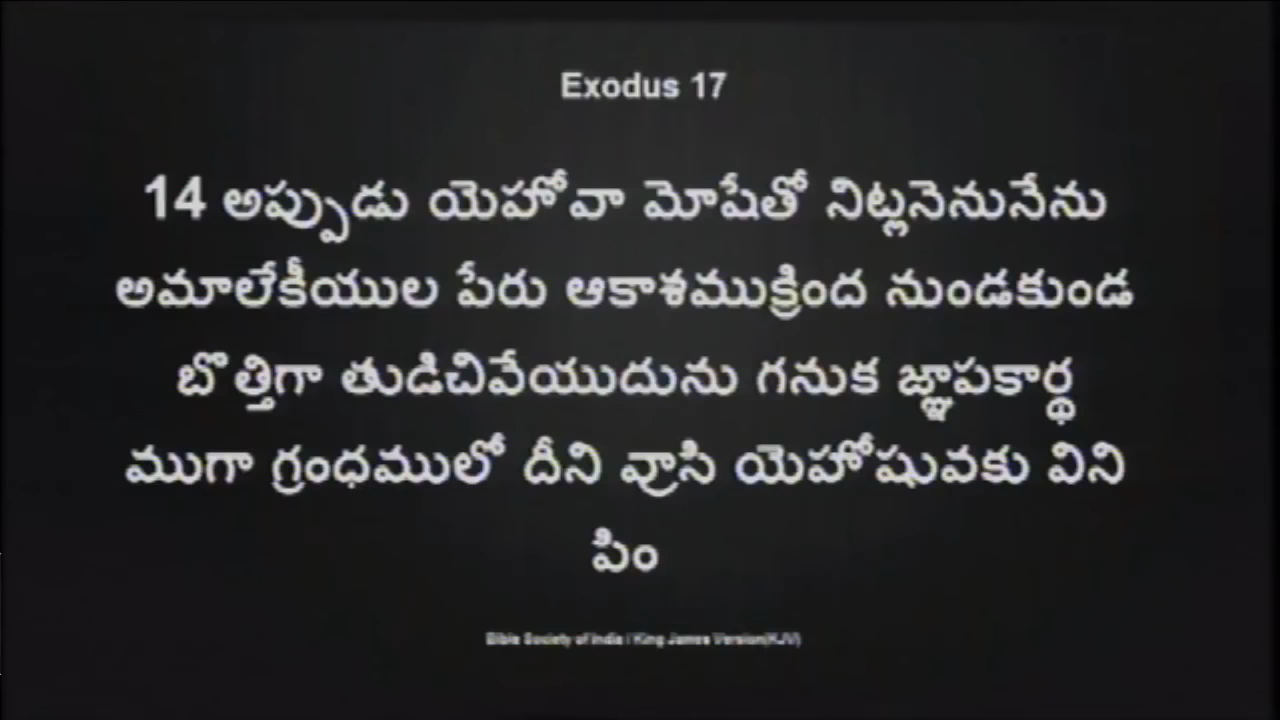 Exodus 17
14 అప్పుడు యెహోవా మోషేతో నిట్లనెనునేను
అమాలేకీయుల పేరు ఆకాశముక్రింద నుండకుండ
బొత్తిగా తుడిచివేయుదును గనుక జ్ఞాపకార్థ
ముగా గ్రంధములో దీని వ్రాసి యెహోషువకు విని
పిం
Bible Society of India / King James Version(KJV)